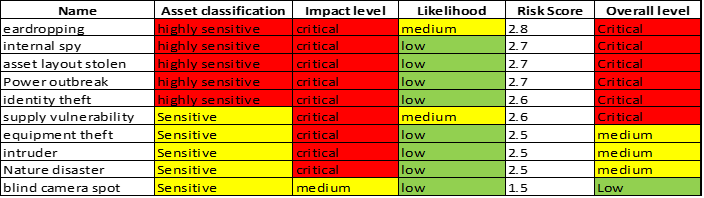 Name Asset classification Impact level Likelihood Risk Score Overall level
eardropping highly sensitive critical medium 2.8 Critical
internal spy highly sensitive critical low 2.7 Critical
asset layout stolen highly sensitive critical low 2.7 Critical
Power outbreak highly sensitive critical low 2.7 Critical
identity theft highly sensitive critical low 2.6 Critical
supply vulnerability Sensitive critical medium 2.6 Critical
equipment theft Sensitive critical low 2.5 medium
intruder Sensitive critical low 2.5 medium
Nature disaster Sensitive critical low 2.5 medium
blind camera spot Sensitive medium low 1.5 Low